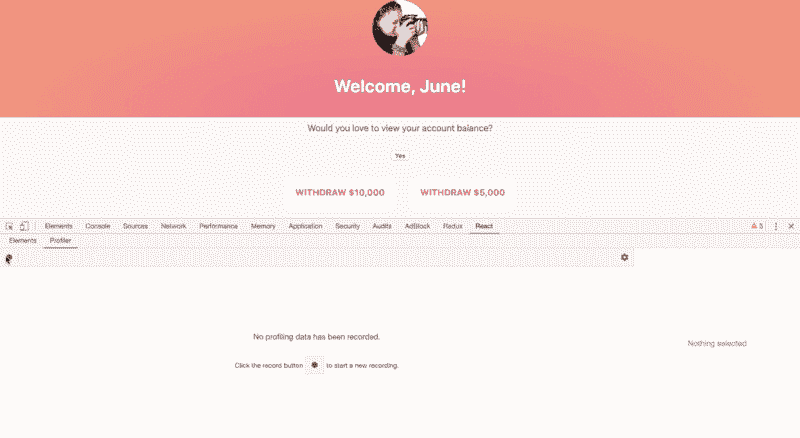 Welcome, June!
Would you love to view your account balance?
Yes
WITHDRAW $10,000 WITHDRAW $5,000
Elements Console Sources Network Performance Memory Application Security Audits AdBlock Redux React 5
Elements Profiler
No profiling data has been recorded.
Nothing selected
Click the record button to start a new recording.